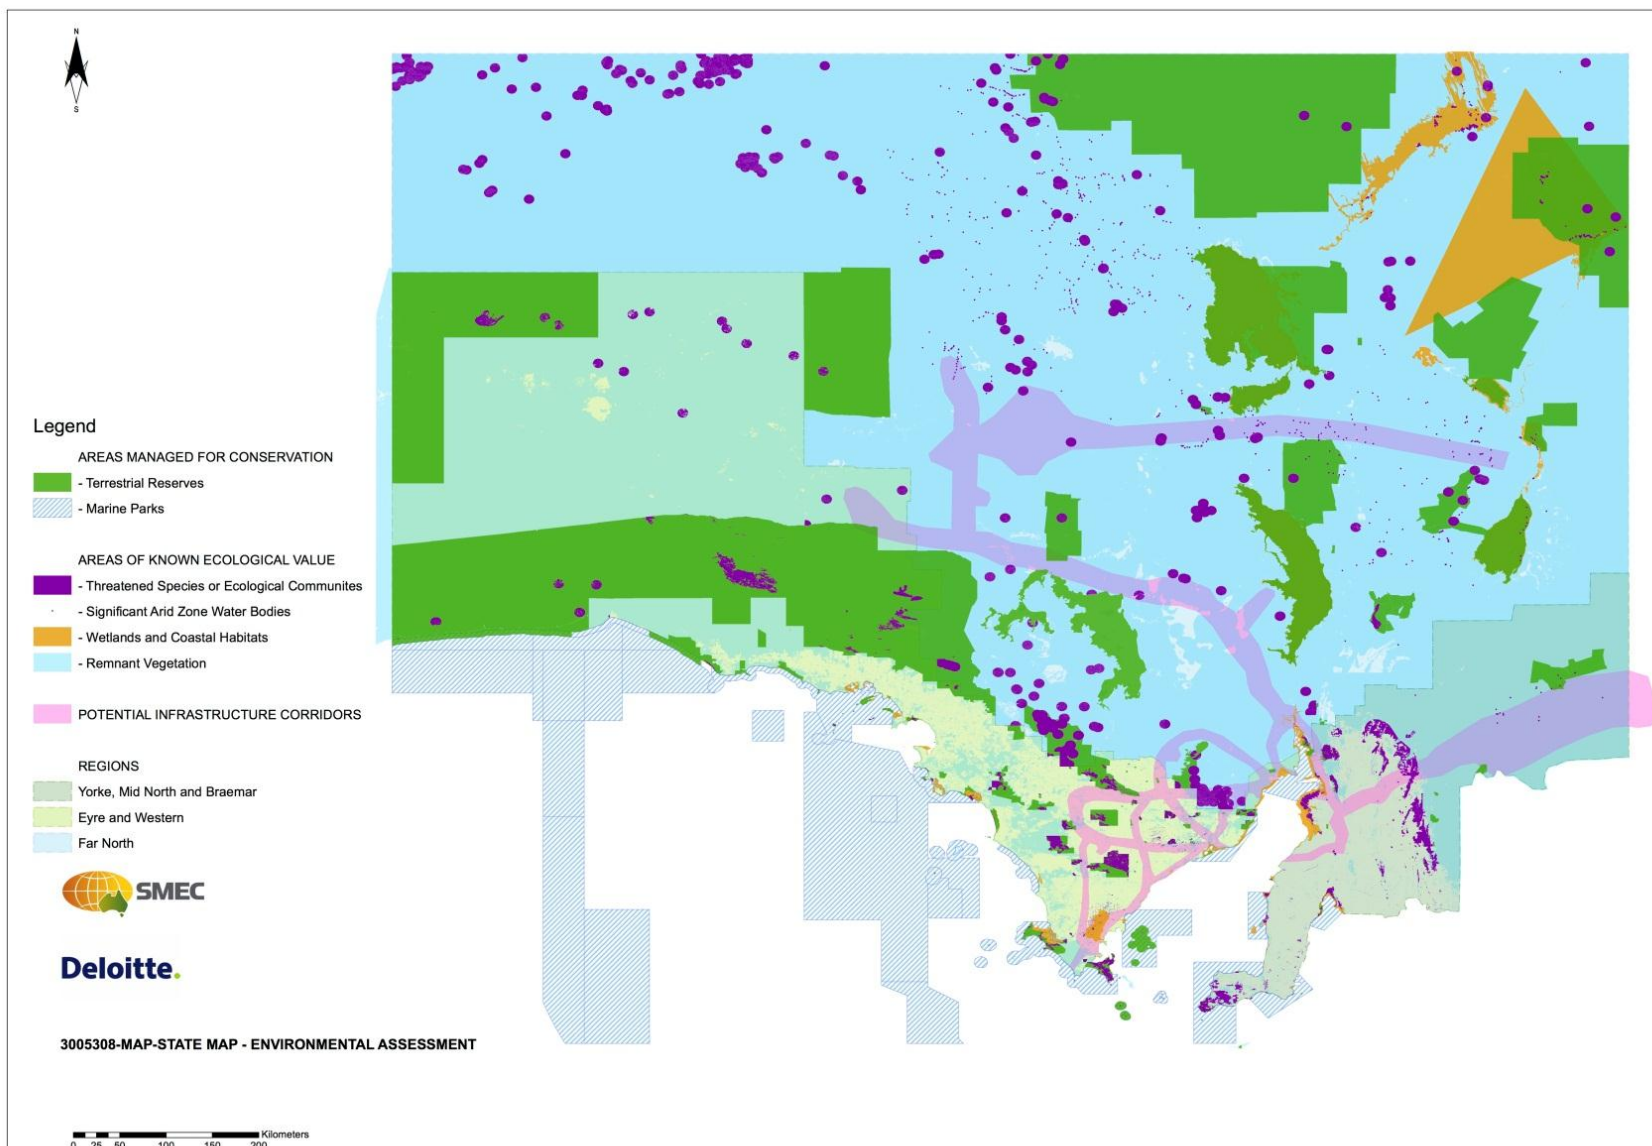 N
S
Legend
AREAS MANAGED FOR CONSERVATION
- Terrestrial Reserves
- Marine Parks
AREAS OF KNOWN ECOLOGICAL VALUE
- Threatened Species or Ecological Communites
- Significant Arid Zone Water Bodies
- Wetlands and Coastal Habitats
- Remnant Vegetation
POTENTIAL INFRASTRUCTURE CORRIDORS
REGIONS
Yorke, Mid North and Braemar
Eyre and Western
Far North
SMEC
Deloitte.
3005308-MAP-STATE MAP - ENVIRONMENTAL ASSESSMENT
Kilometers
0 25 50 100 150 200